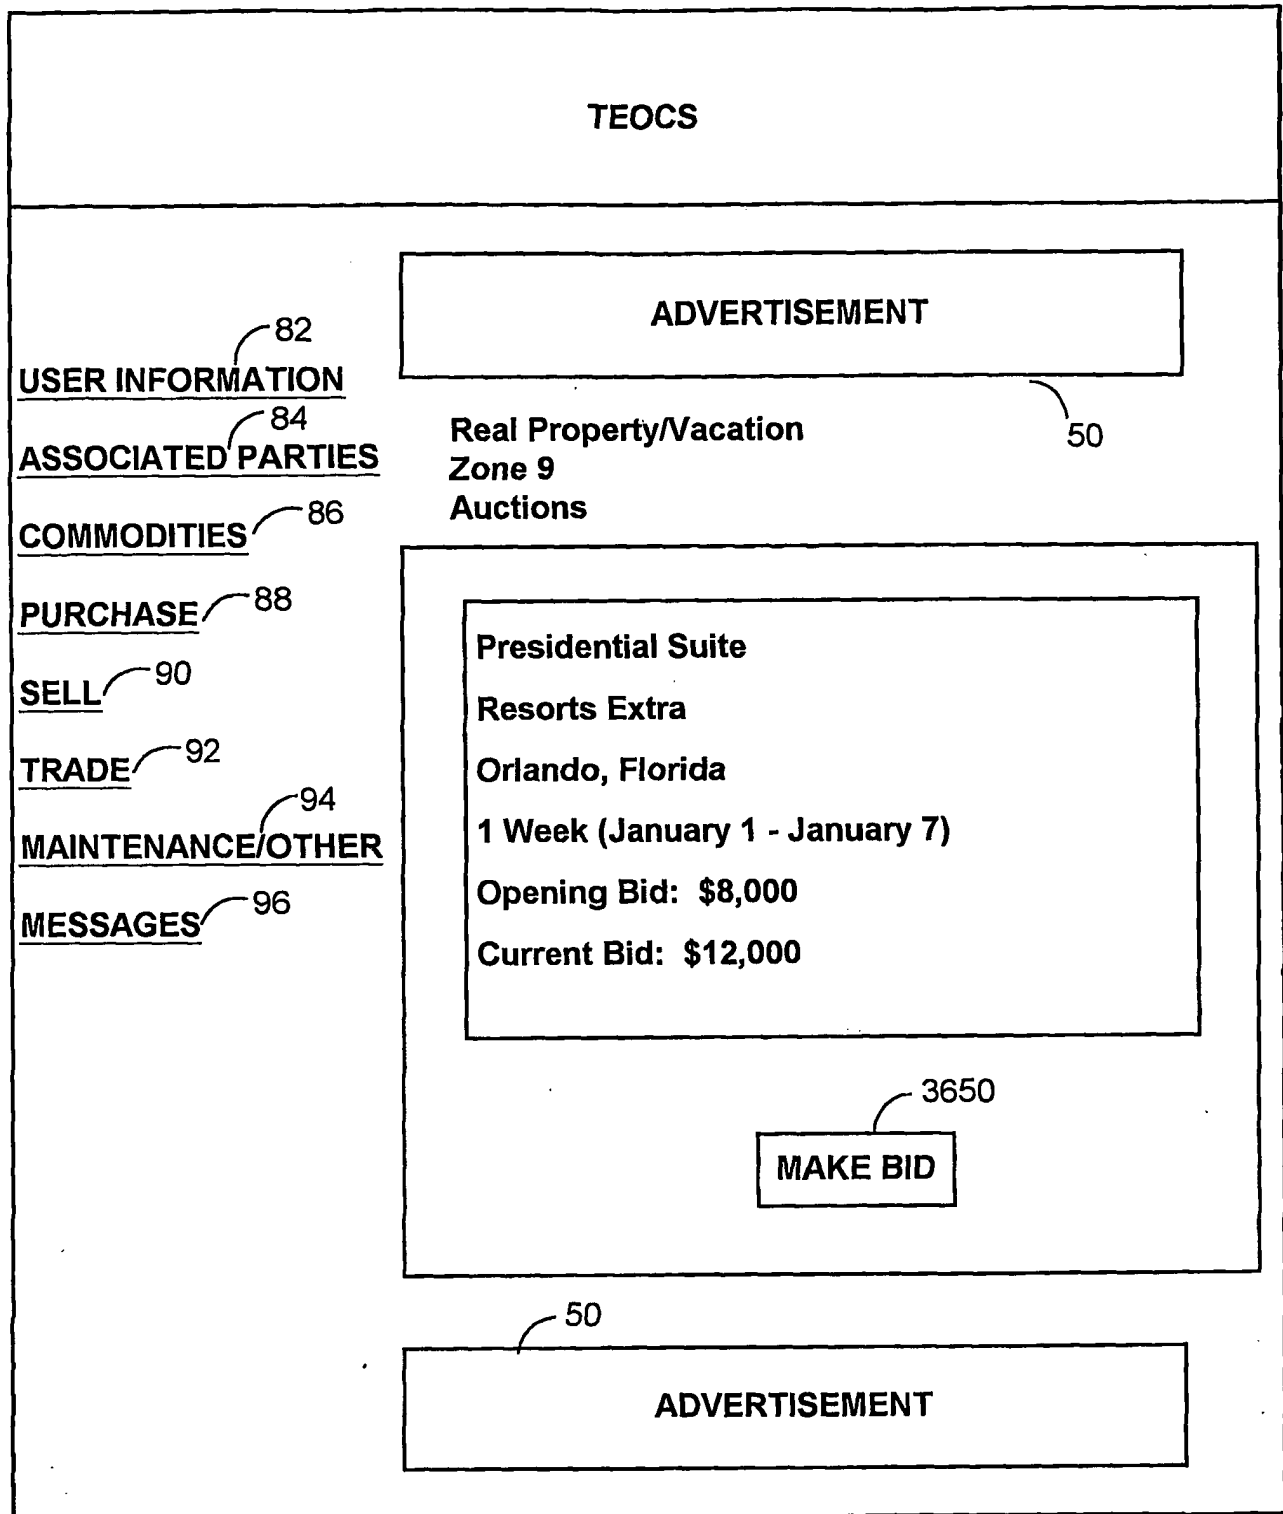 TEOCS
ADVERTISEMENT
50
82
USER INFORMATION
84
ASSOCIATED PARTIES
86
COMMODITIES
88
PURCHASE
90
SELL
92
TRADE
94
MAINTENANCE/OTHER
96
MESSAGES
Real Property/Vacation
Zone 9
Auctions
Presidential Suite
Resorts Extra
Orlando, Florida
1 Week (January 1 - January 7)
Opening Bid: $8,000
Current Bid: $12,000
3650
MAKE BID
50
ADVERTISEMENT